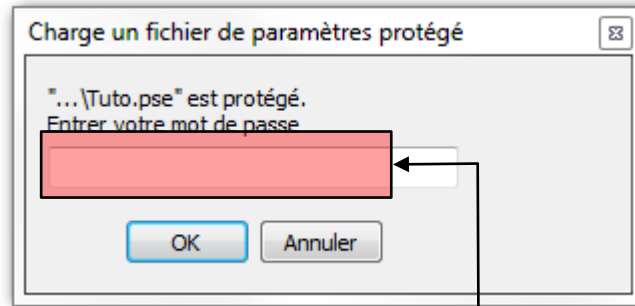 Charge un fichier de paramètres protégé
"...\Tuto.pse" est protégé.
Entrer votre mot de passe
OK
Annuler